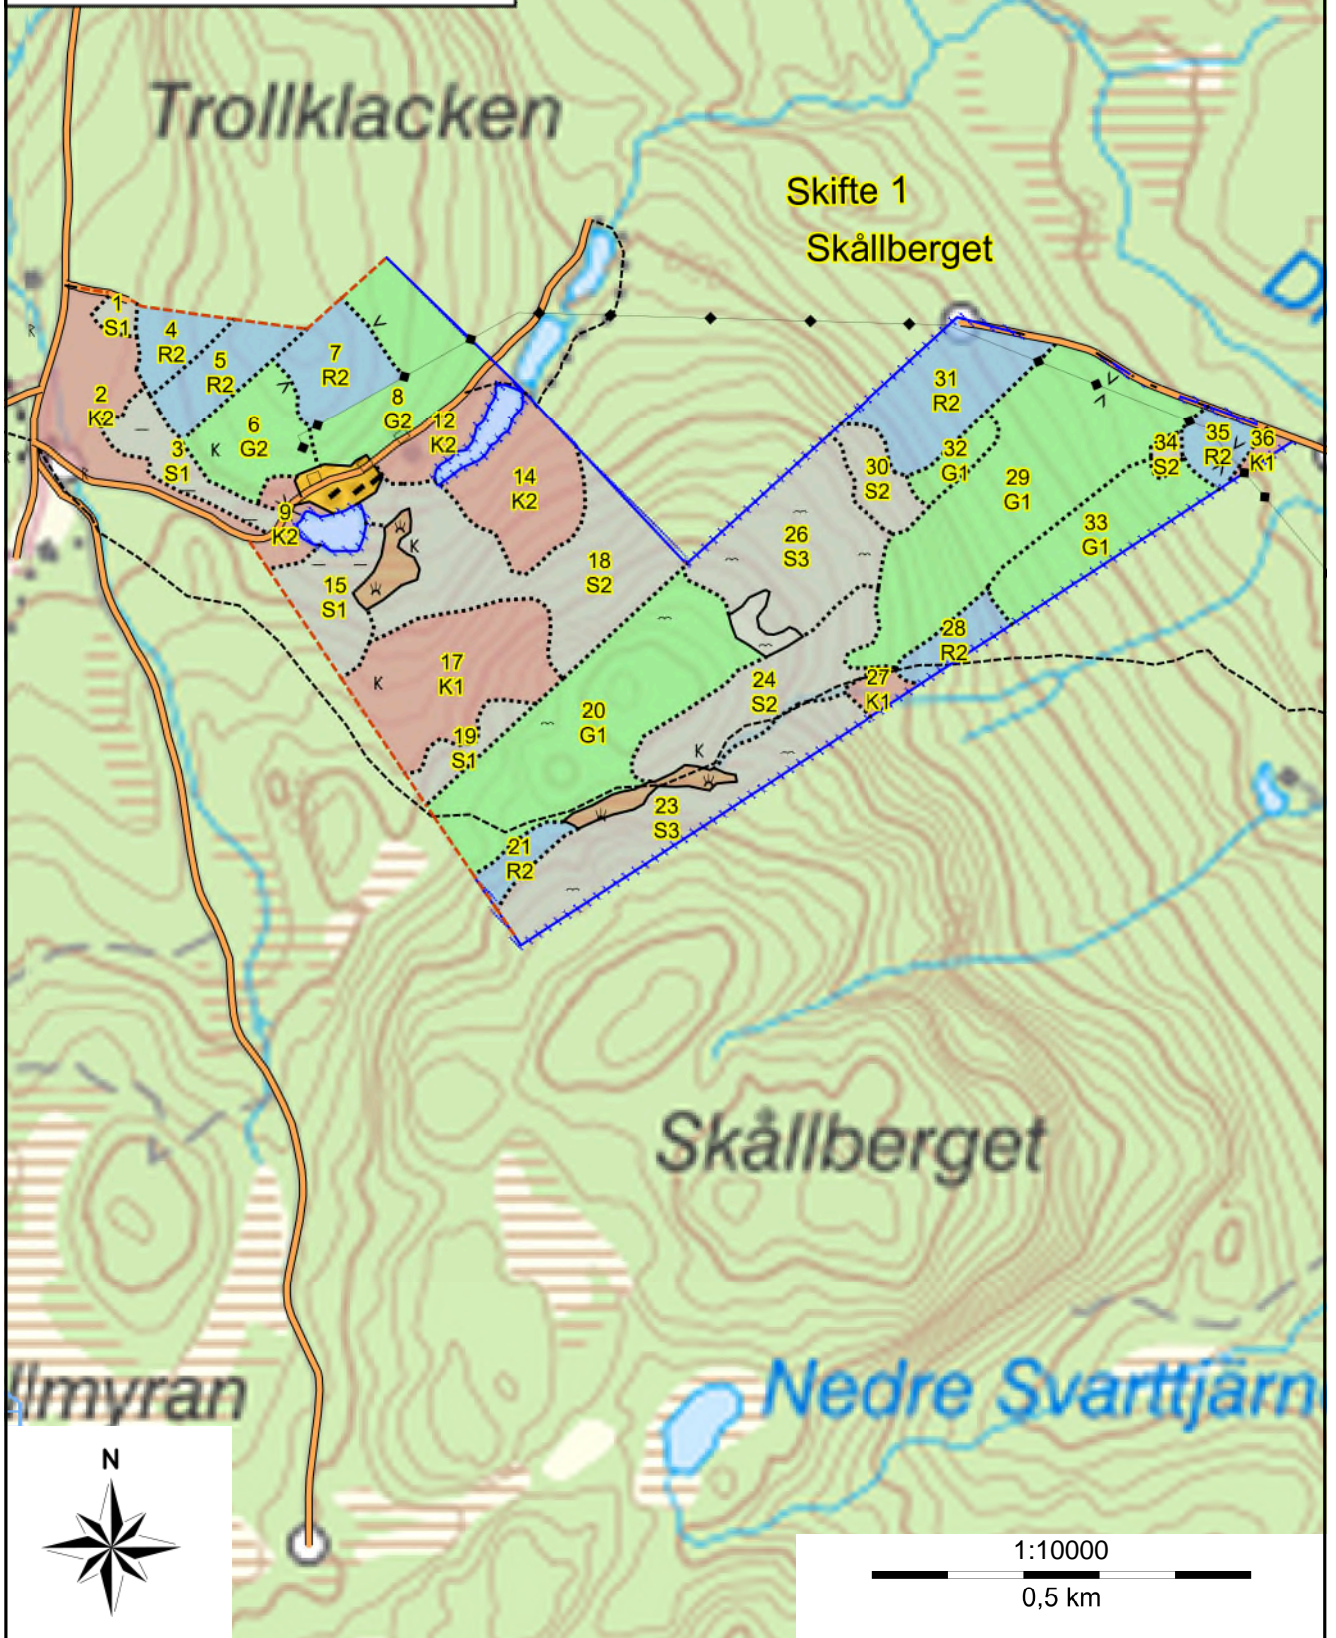 Trollklacken
Skifte 1
Skållberget
D
1
S1
4
R2
5
R2
7
R2
8
G2
2
K2
3
S1
6
G2
K
12
K2
14
K2
9
K2
15
S1
K
18
S2
17
K1
K
19
S1
20
G1
21
R2
23
S3
24
S2
K
26
S3
27
K1
28
R2
29
G1
30
S2
31
R2
32
G1
33
G1
34
S2
35
R2
36
K1
R
R
Skållberget
llmyran
Nedre Svarttjärn
N
1:10000
0,5 km